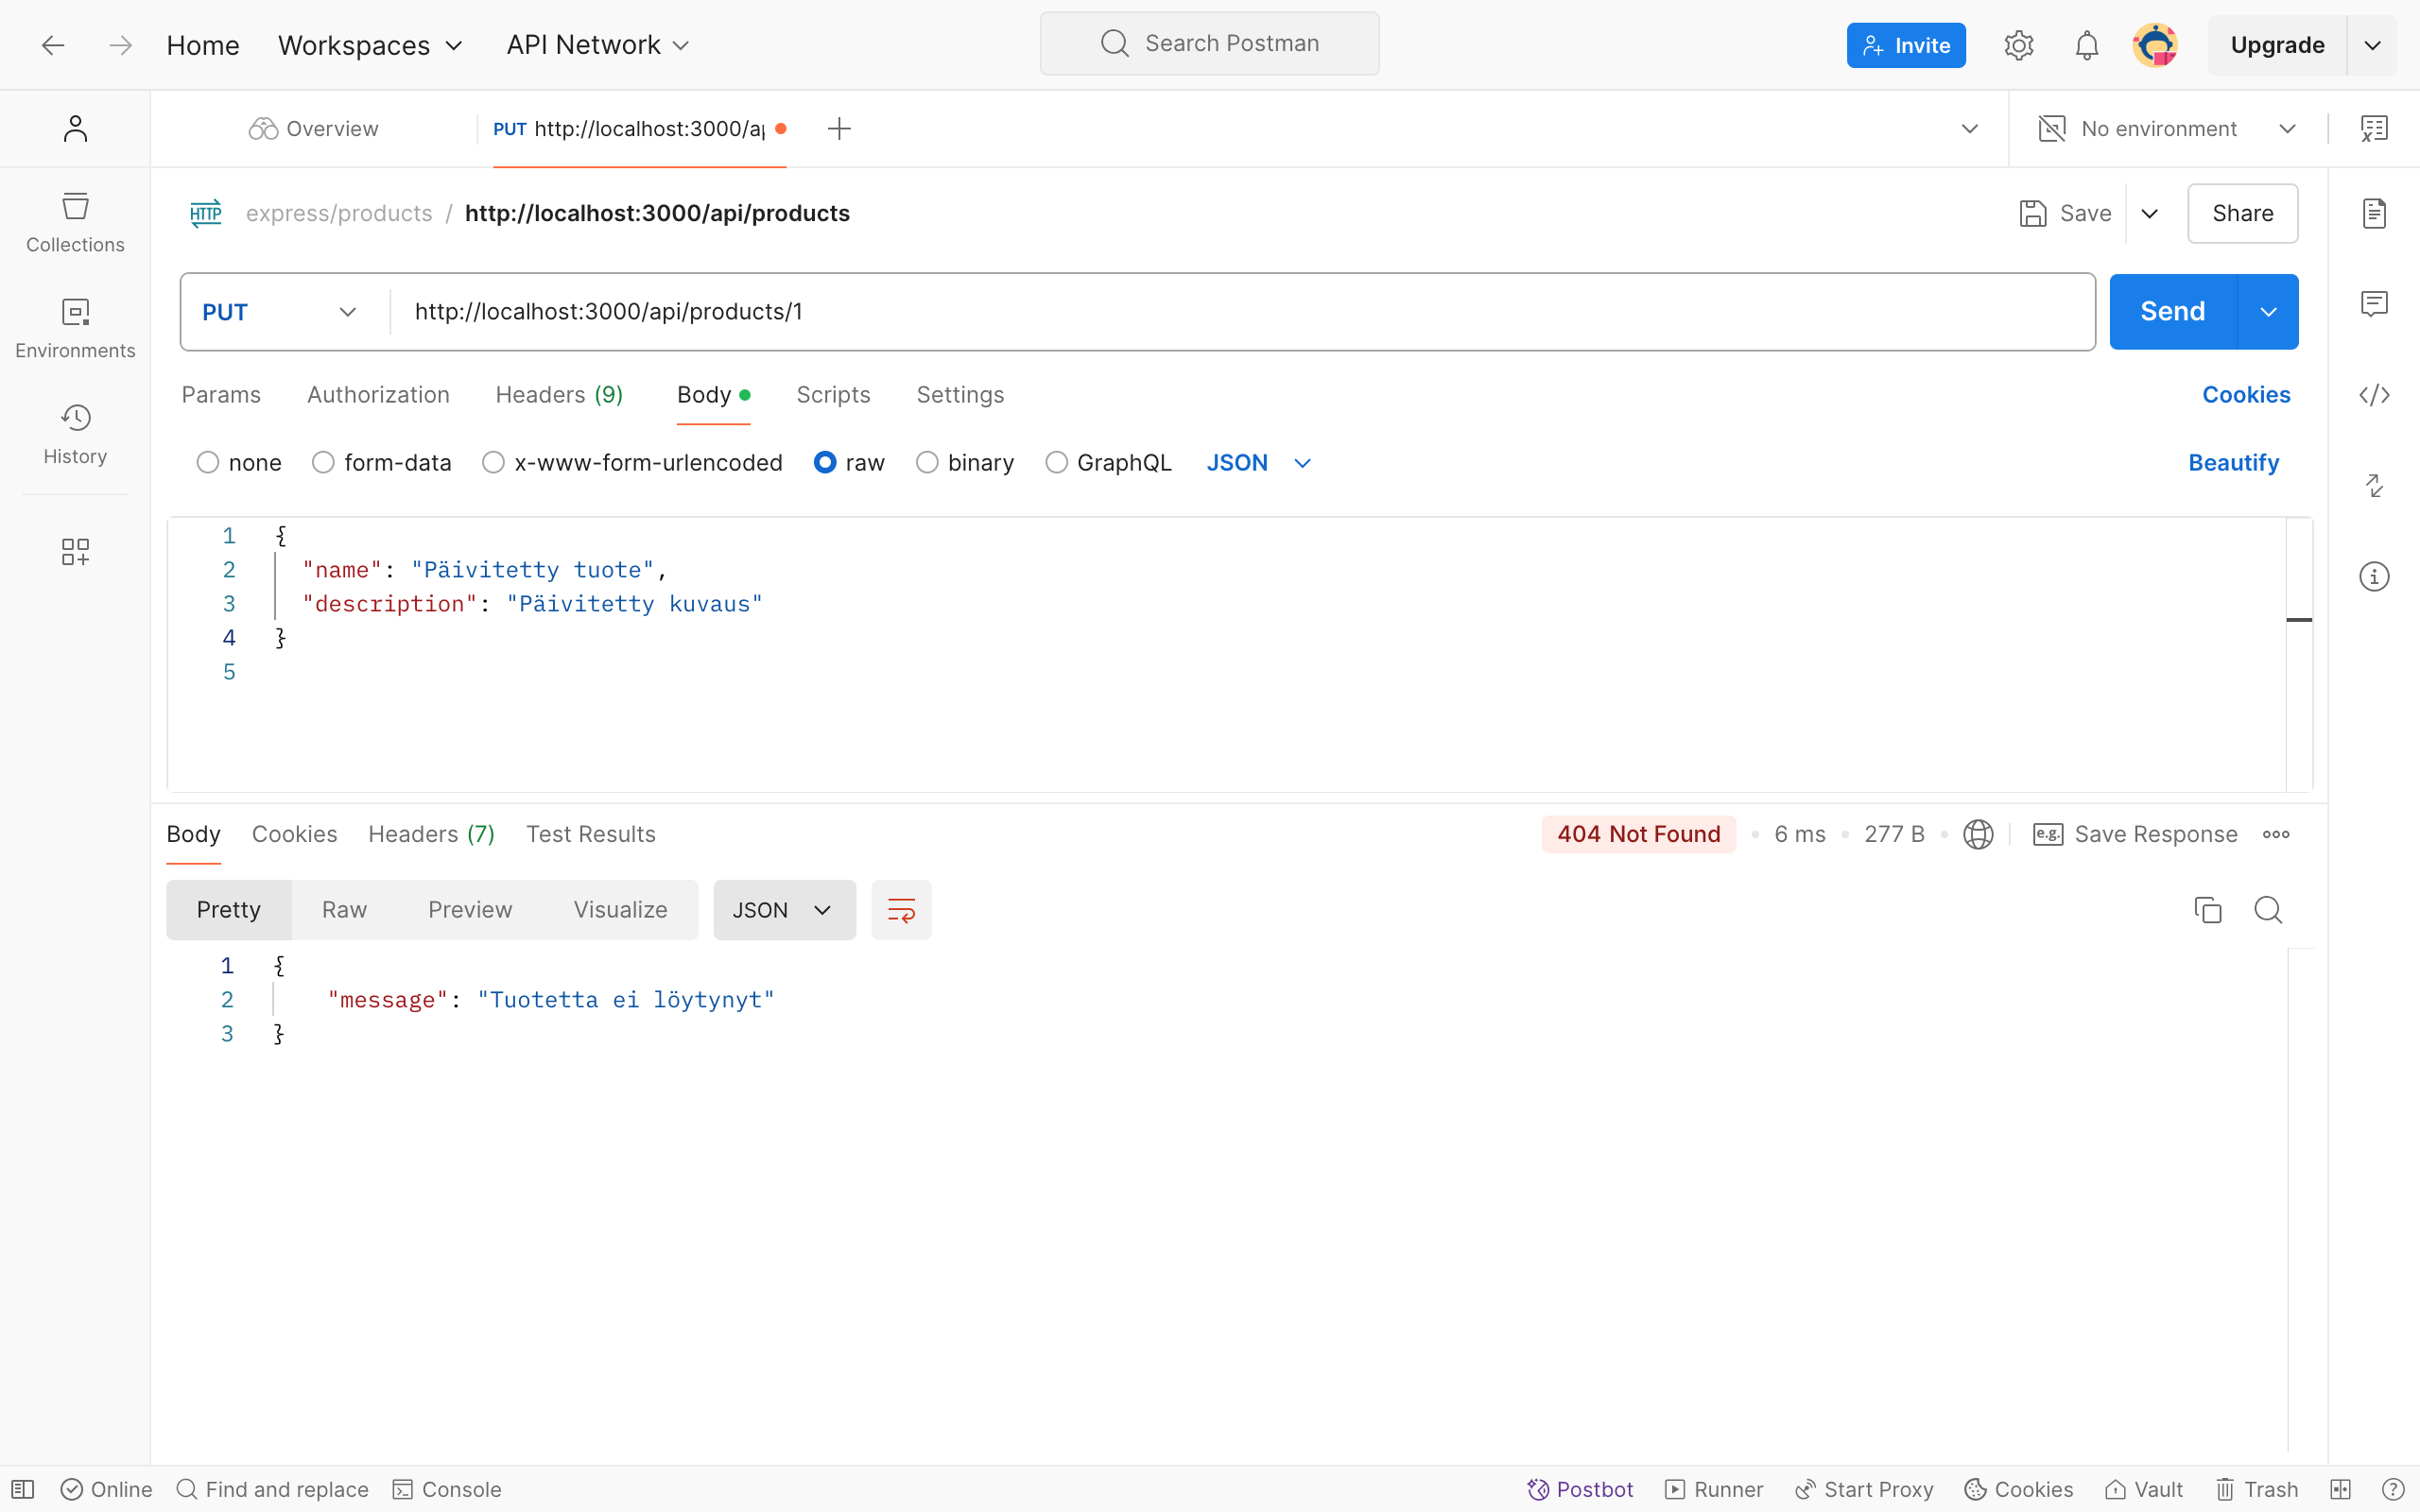 Home Workspaces API Network Search Postman Invite Upgrade
Overview PUT http://localhost:3000/a No environment
HTTP express/products / http://localhost:3000/api/products Save Share
Collections
PUT http://localhost:3000/api/products/1 Send
Environments
Params Authorization Headers (9) Body Scripts Settings Cookies
History
none form-data x-www-form-urlencoded raw binary GraphQL JSON Beautify
1 {
2 "name": "Päivitetty tuote",
3 "description": "Päivitetty kuvaus"
4 }
5
Body Cookies Headers (7) Test Results 404 Not Found 6 ms 277 B e.g. Save Response
Pretty Raw Preview Visualize JSON
1 {
2 "message": "Tuotetta ei löytynyt"
3 }
Online Find and replace Console Postbot Runner Start Proxy Cookies Vault Trash